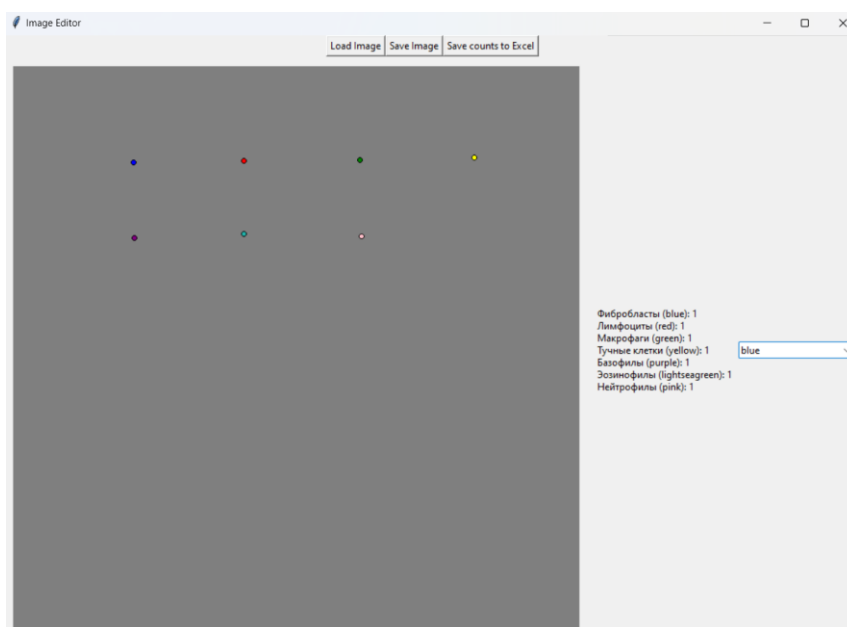 Image Editor
Load Image Save Image Save counts to Excel
Фибробласты (blue): 1
Лимфоциты (red): 1
Макрофаги (green): 1
Тучные клетки (yellow): 1
blue
Базофилы (purple): 1
Эозинофилы (lightseagreen): 1
Нейтрофилы (pink): 1